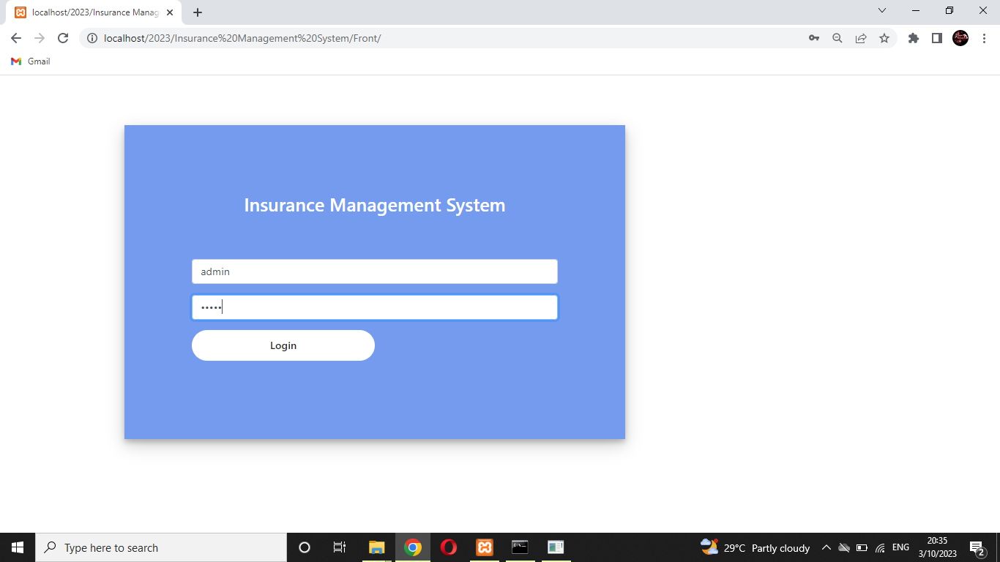 localhost/2023/Insurance Manag
localhost/2023/Insurance%20Management%20System/Front/
Gmail
Insurance Management System
admin
•••••
Login
Type here to search
29°C Partly cloudy
ENG
20:35
3/10/2023
2